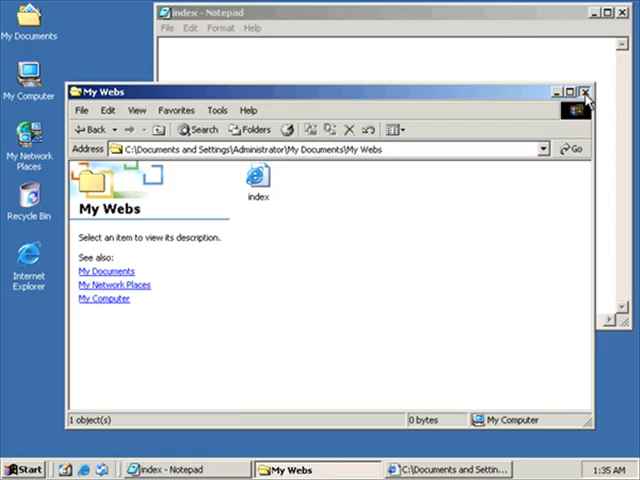 My Documents
My Computer
My Network
Places
Recycle Bin
Internet
Explorer
index - Notepad
File Edit Format Help
My Webs
File Edit View Favorites Tools Help
Back Search Folders
Address C:\Documents and Settings\Administrator\My Documents\My Webs Go
My Webs
Select an item to view its description.
See also:
My Documents
My Network Places
My Computer
index
1 object(s) 0 bytes My Computer
Start index - Notepad My Webs C:\Documents and Settin... 1:35 AM